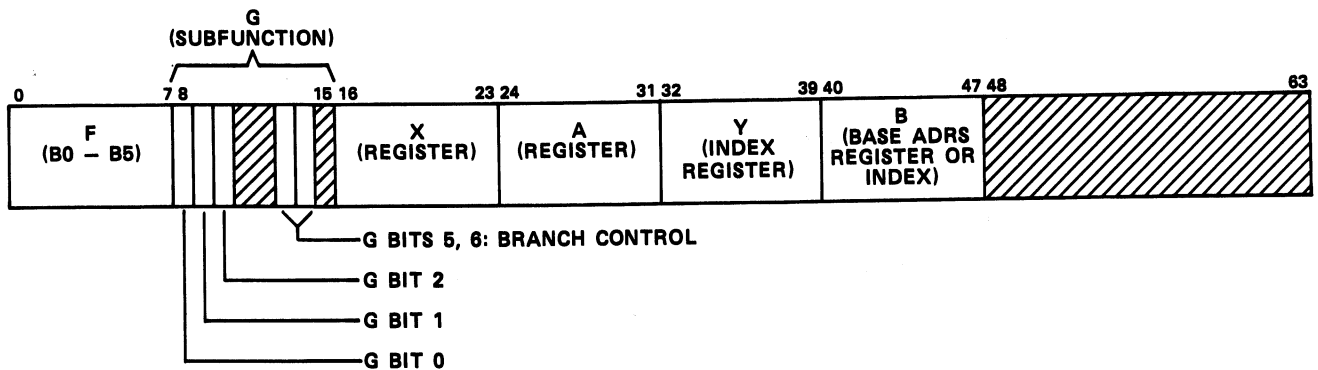 G
(SUBFUNCTION)
0 7 8 15 16 23 24 31 32 39 40 47 48 63
F
(B0 – B5)
X
(REGISTER)
A
(REGISTER)
Y
(INDEX
REGISTER)
B
(BASE ADRS
REGISTER OR
INDEX)
G BITS 5, 6: BRANCH CONTROL
G BIT 2
G BIT 1
G BIT 0